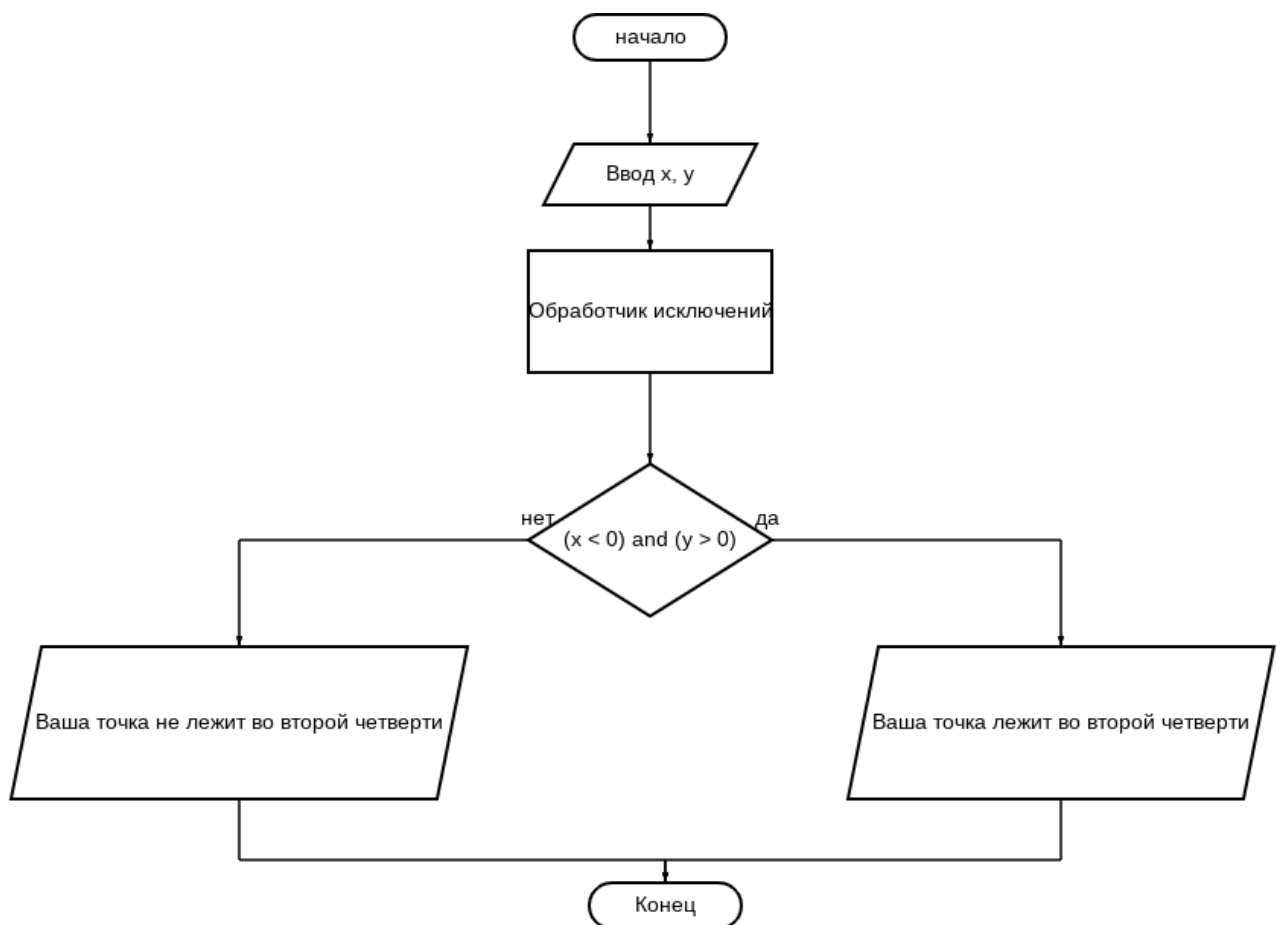 начало
Ввод x, y
Обработчик исключений
нет
да
(x < 0) and (y > 0)
Ваша точка не лежит во второй четверти
Ваша точка лежит во второй четверти
Конец